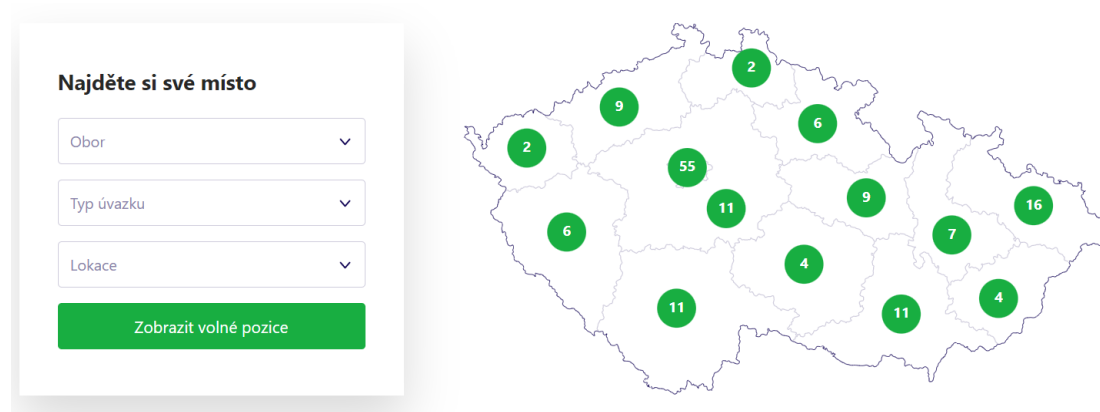 Najděte si své místo
Obor
Typ úvazku
Lokace
Zobrazit volné pozice
2
9
6
2
55
11
9
16
6
7
4
4
11
11